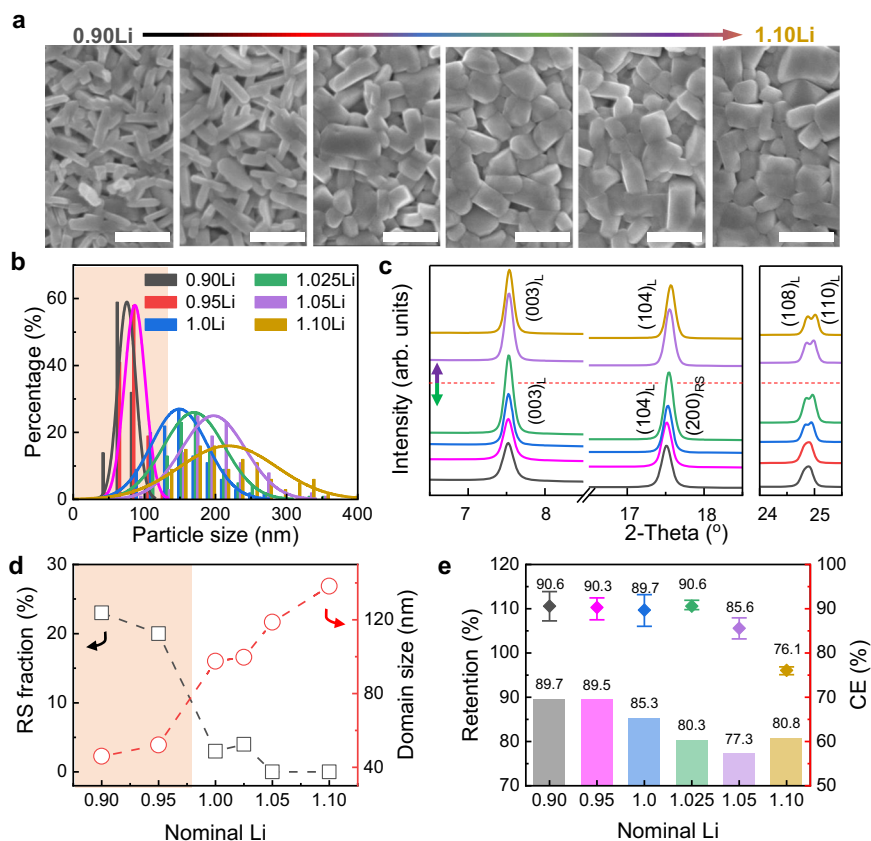 a
0.90Li
1.10Li
b
0.90Li 1.025Li
0.95Li 1.05Li
1.0Li 1.10Li
Percentage (%)
60
40
20
0
0 100 200 300 400
Particle size (nm)
c
Intensity (arb. units)
(003)L
(104)L
(108)L
(110)L
(003)L
(104)L
(200)RS
7 8 17 18 24 25
2-Theta (º)
d
RS fraction (%)
30
20
10
0
Domain size (nm)
120
80
40
0.90 0.95 1.00 1.05 1.10
Nominal Li
e
Retention (%)
120
110
100
90
80
70
CE (%)
100
90
80
70
60
50
90.6 90.3 89.7 90.6 85.6 76.1
89.7 89.5 85.3 80.3 77.3 80.8
0.90 0.95 1.0 1.025 1.05 1.10
Nominal Li